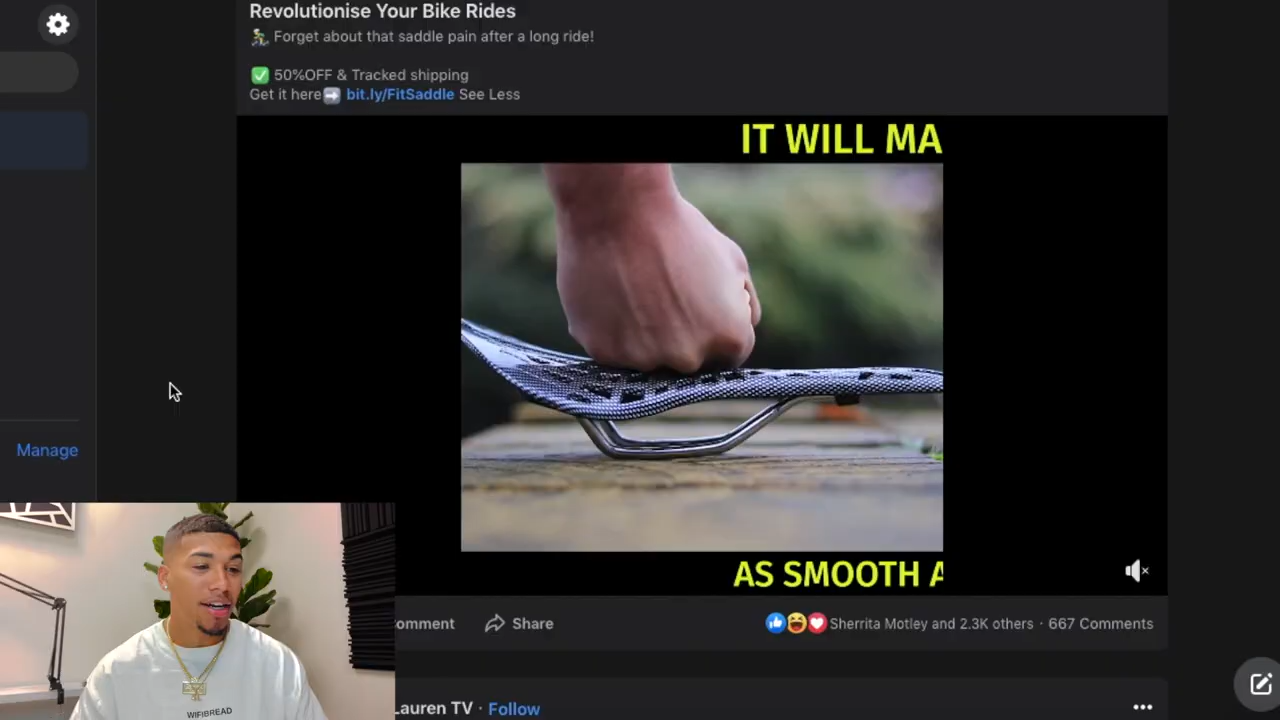 Revolutionise Your Bike Rides
🚴 Forget about that saddle pain after a long ride!
✅ 50%OFF & Tracked shipping
Get it here➡️ bit.ly/FitSaddle See Less
IT WILL MA
AS SMOOTH A
Manage
omment
Share
Sherrita Motley and 2.3K others · 667 Comments
Lauren TV · Follow
WIFIBREAD